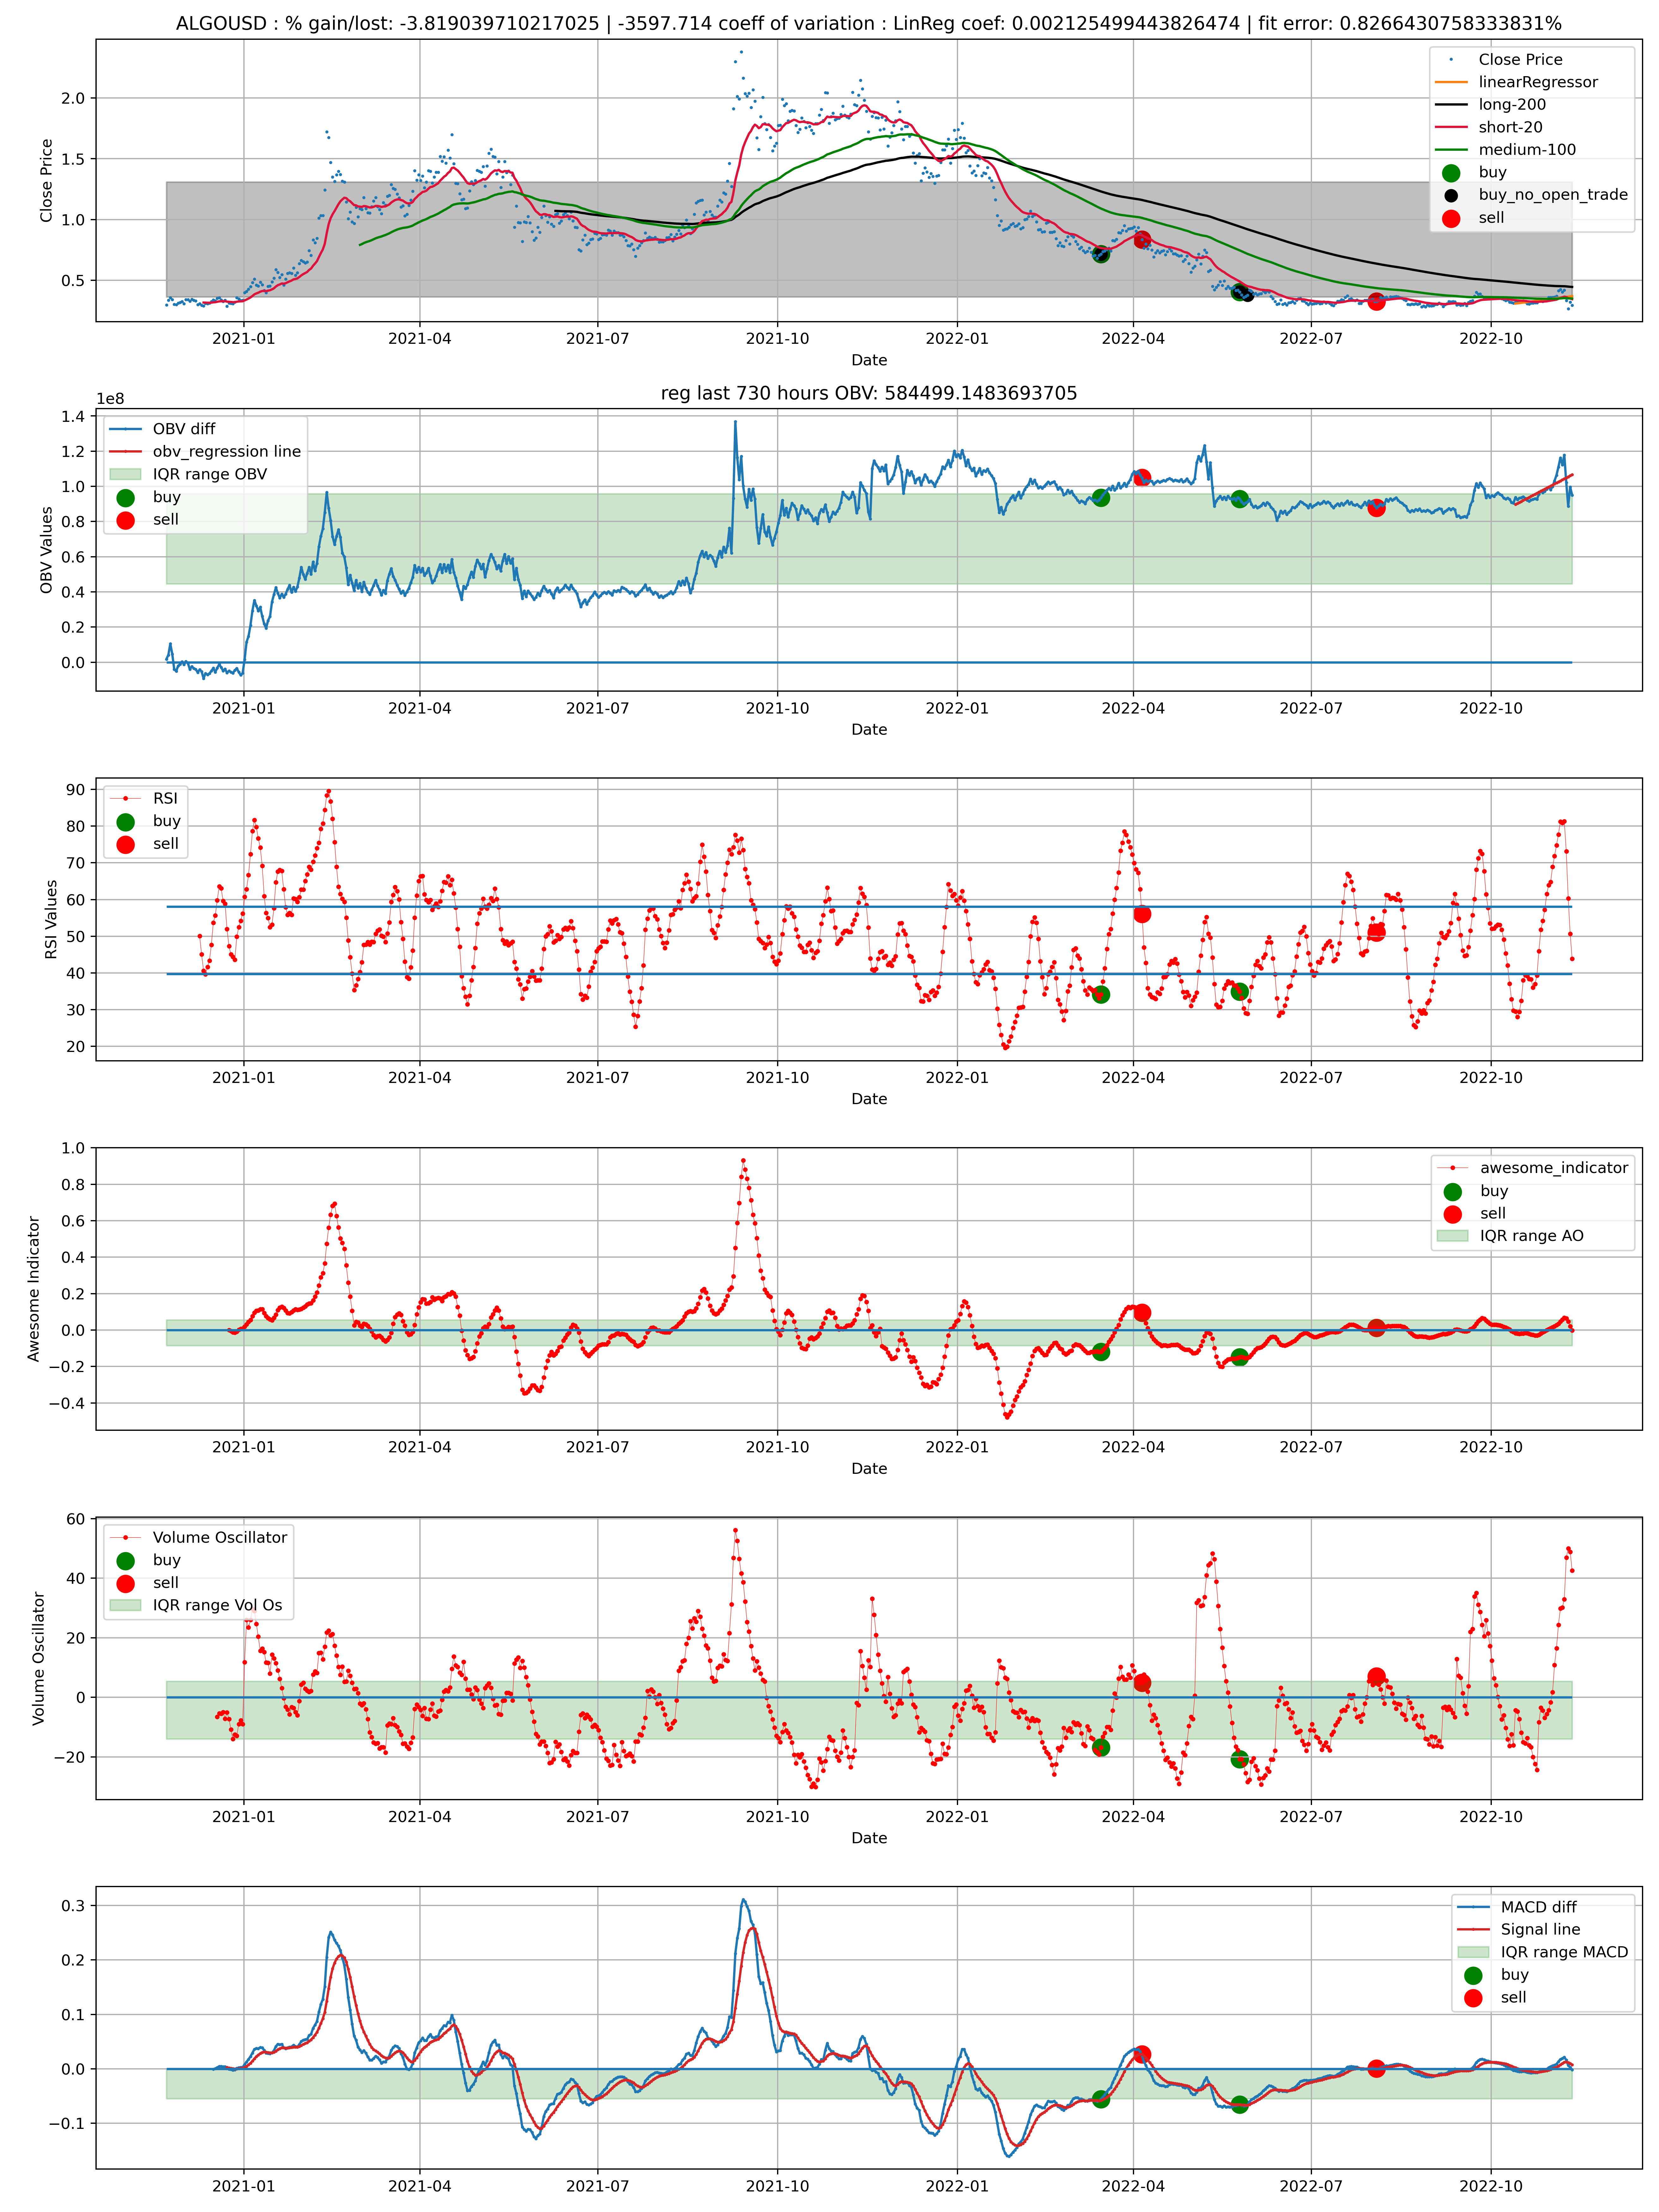 ALGOUSD : % gain/lost: -3.819039710217025 | -3597.714 coeff of variation : LinReg coef: 0.002125499443826474 | fit error: 0.8266430758333831%
Close Price
2.0
1.5
1.0
0.5
Close Price
linearRegressor
long-200
short-20
medium-100
buy
buy_no_open_trade
sell
2021-01 2021-04 2021-07 2021-10 2022-01 2022-04 2022-07 2022-10
Date
reg last 730 hours OBV: 584499.1483693705
1e8
OBV Values
1.4
1.2
1.0
0.8
0.6
0.4
0.2
0.0
OBV diff
obv_regression line
IQR range OBV
buy
sell
2021-01 2021-04 2021-07 2021-10 2022-01 2022-04 2022-07 2022-10
Date
RSI Values
90
80
70
60
50
40
30
20
RSI
buy
sell
2021-01 2021-04 2021-07 2021-10 2022-01 2022-04 2022-07 2022-10
Date
Awesome Indicator
1.0
0.8
0.6
0.4
0.2
0.0
−0.2
−0.4
awesome_indicator
buy
sell
IQR range AO
2021-01 2021-04 2021-07 2021-10 2022-01 2022-04 2022-07 2022-10
Date
Volume Oscillator
60
40
20
0
−20
Volume Oscillator
buy
sell
IQR range Vol Os
2021-01 2021-04 2021-07 2021-10 2022-01 2022-04 2022-07 2022-10
Date
0.3
0.2
0.1
0.0
−0.1
MACD diff
Signal line
IQR range MACD
buy
sell
2021-01 2021-04 2021-07 2021-10 2022-01 2022-04 2022-07 2022-10